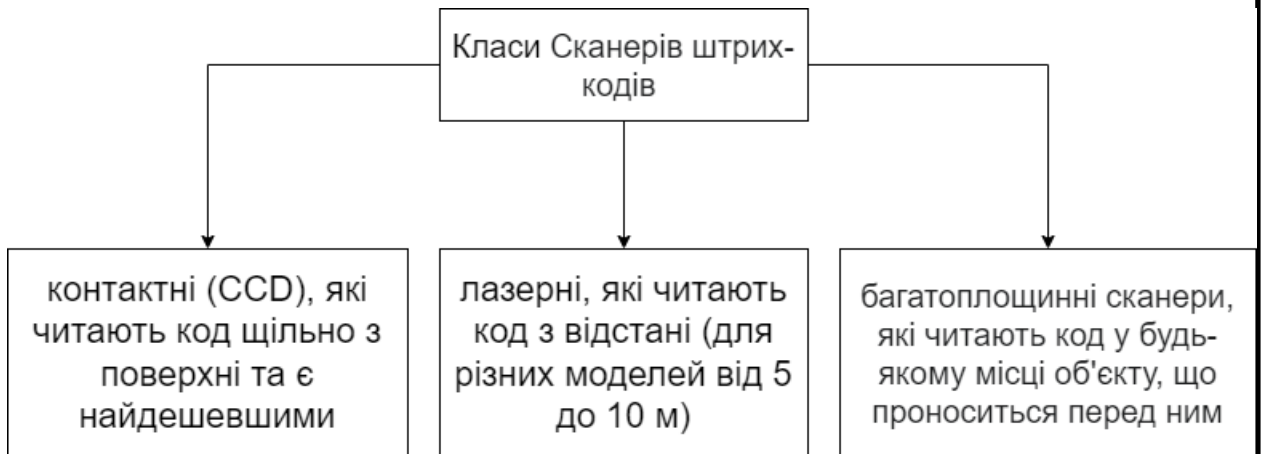 Класи Сканерів штрих-
кодів
контактні (CCD), які
читають код щільно з
поверхні та є
найдешевшими
лазерні, які читають
код з відстані (для
різних моделей від 5
до 10 м)
багатоплощинні сканери,
які читають код у будь-
якому місці об'єкту, що
проноситься перед ним